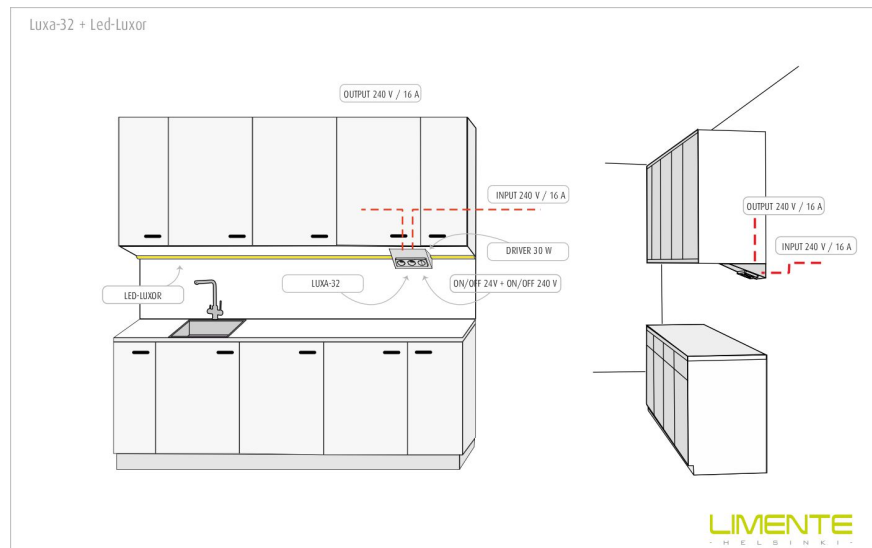 Luxa-32 + Led-Luxor
OUTPUT 240 V / 16 A
INPUT 240 V / 16 A
DRIVER 30 W
LED-LUXOR
LUXA-32
ON/OFF 24V + ON/OFF 240 V
OUTPUT 240 V / 16 A
INPUT 240 V / 16 A
LIMENTE
- HELSINKI -